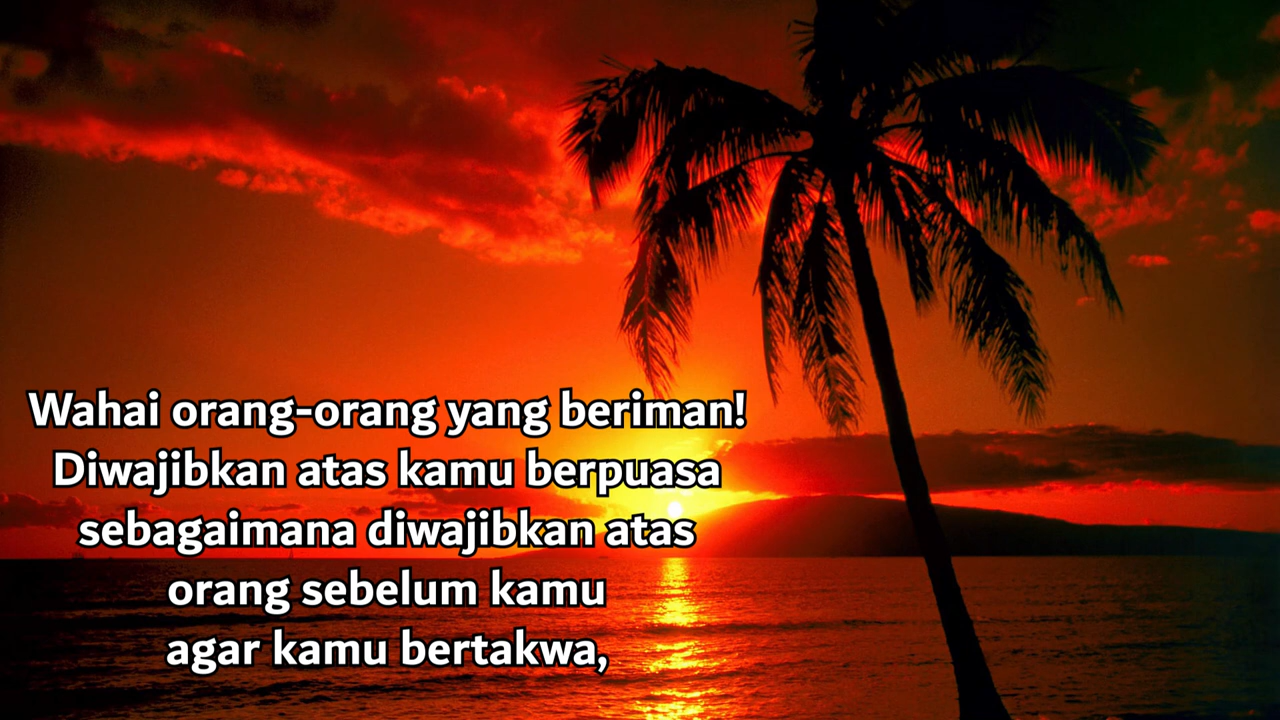 Wahai orang-orang yang beriman!
Diwajibkan atas kamu berpuasa
sebagaimana diwajibkan atas
orang sebelum kamu
agar kamu bertakwa,